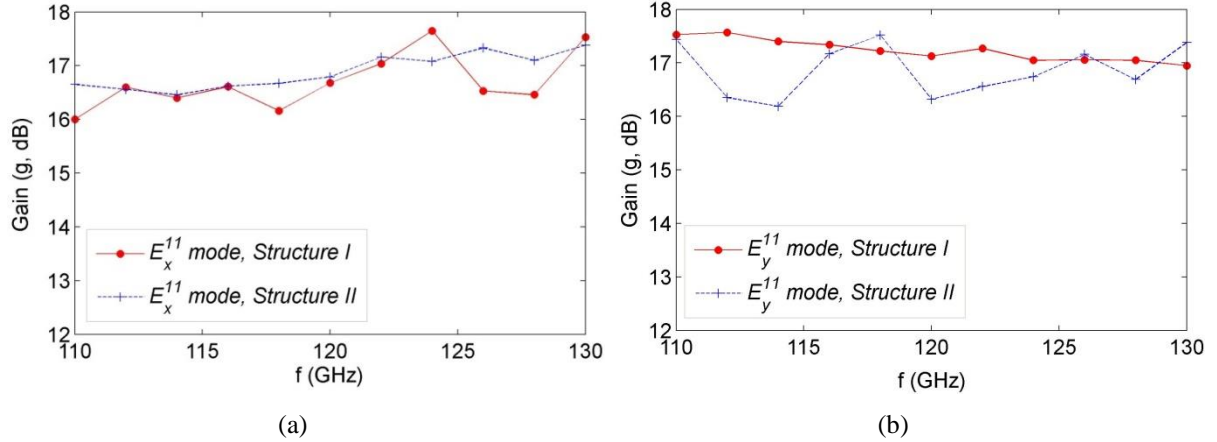 18
17
16
15
14
13
12
Gain (g, dB)
E_x^11 mode, Structure I
E_x^11 mode, Structure II
110 115 120 125 130
f (GHz)
(a)
18
17
16
15
14
13
12
Gain (g, dB)
E_y^11 mode, Structure I
E_y^11 mode, Structure II
110 115 120 125 130
f (GHz)
(b)